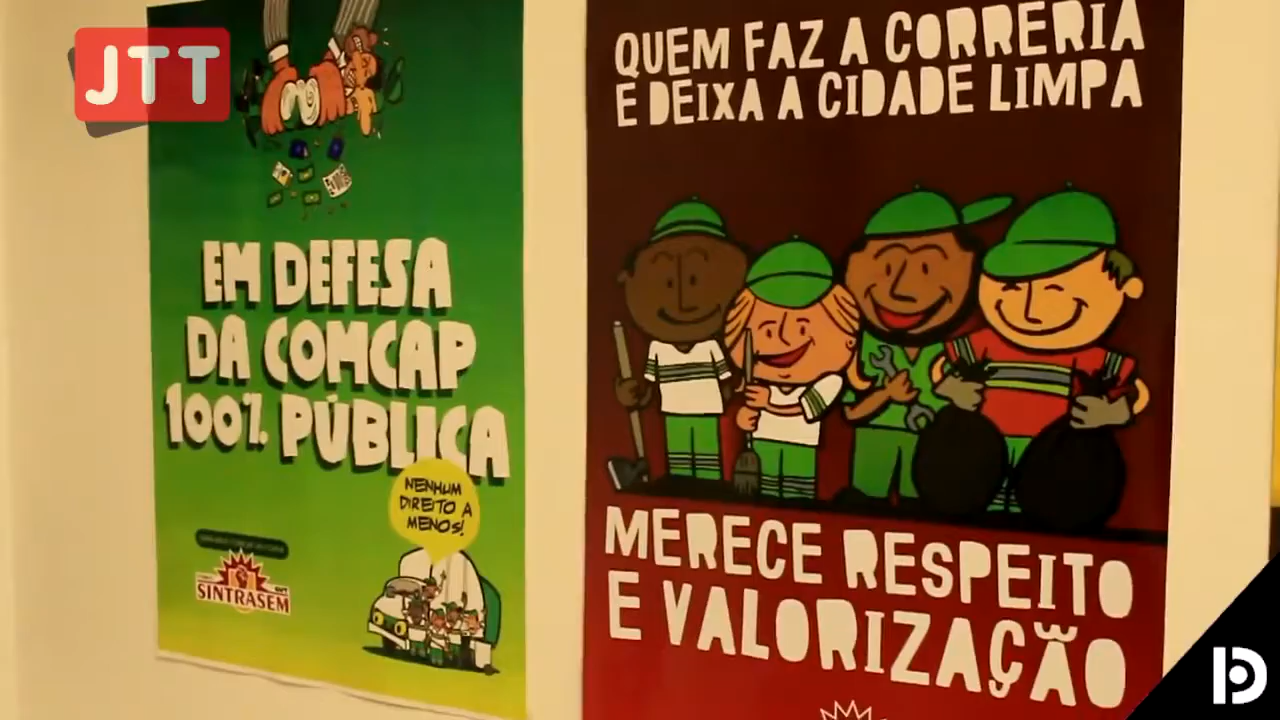 JTT
EM DEFESA
DA COMCAP
100% PÚBLICA
NENHUM
DIREITO A
MENOS!
SINTRASEM
QUEM FAZ A CORRERIA
E DEIXA A CIDADE LIMPA
MERECE RESPEITO
E VALORIZAÇÃO